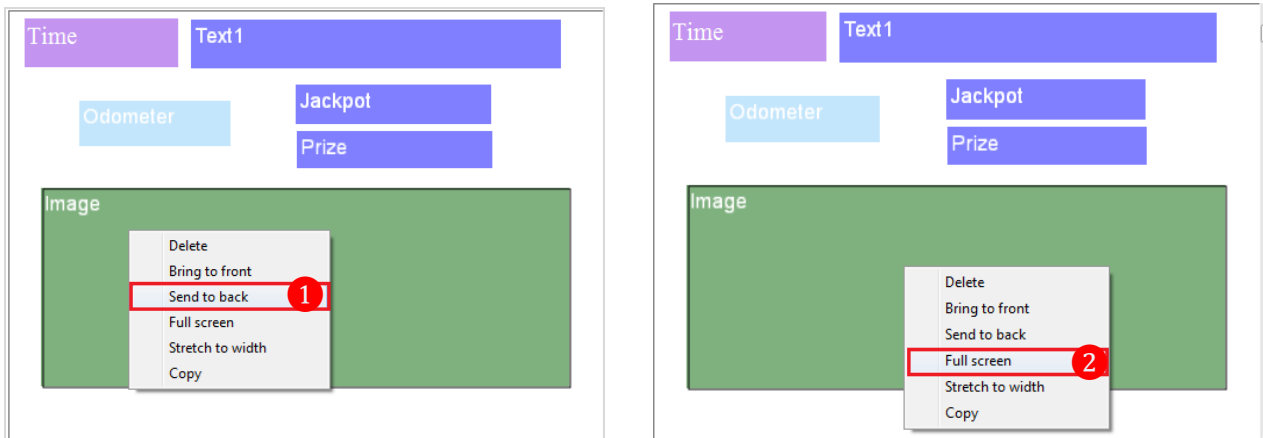 Time
Text1
Odometer
Jackpot
Prize
Image
Delete
Bring to front
Send to back 1
Full screen
Stretch to width
Copy
Time
Text1
Odometer
Jackpot
Prize
Image
Delete
Bring to front
Send to back
Full screen 2
Stretch to width
Copy